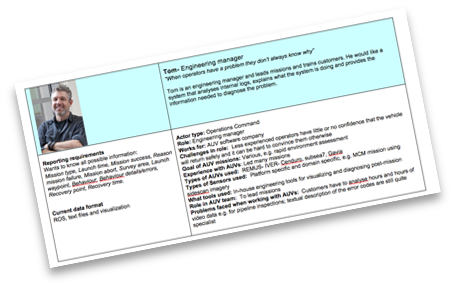 Tom- Engineering manager
"When operators have a problem they don't always know why"
Tom is an engineering manager and leads missions and trains customers. He would like a
system that analyses internal logs, explains what the system is doing and provides the
information needed to diagnose the problem.
Reporting requirements
Wants to know all possible information:
Mission type, Launch time, Mission success, Reason
mission failure, Mission abort, Survey area, Launch
waypoint, Behaviour, Behaviour details/errors,
Recovery point, Recovery time.
Current data format
ROS, text files and visualization
Actor type: Operations Command
Role: Engineering manager
Works for: AUV software company
Challenges in role: Less experienced operators have little or no confidence that the vehicle
will return safely and it can be hard to convince them otherwise
Goal of AUV missions: Various, e.g. rapid environment assessment
Experience with AUVs: Led many missions
Types of AUVs used: REMUS- IVER- subsea7, Gavia
Types of Sensors used: Platform specific and domain specific, e.g. MCM mission using
sidescan imagery
What tools used: In-house engineering tools for visualizing and diagnosing post-mission
Role in AUV team: To lead missions
Problems faced when working with AUVs: Customers have to analyse hours and hours of
video data e.g. for pipeline inspections, textual description of the error codes are still quite
specialist